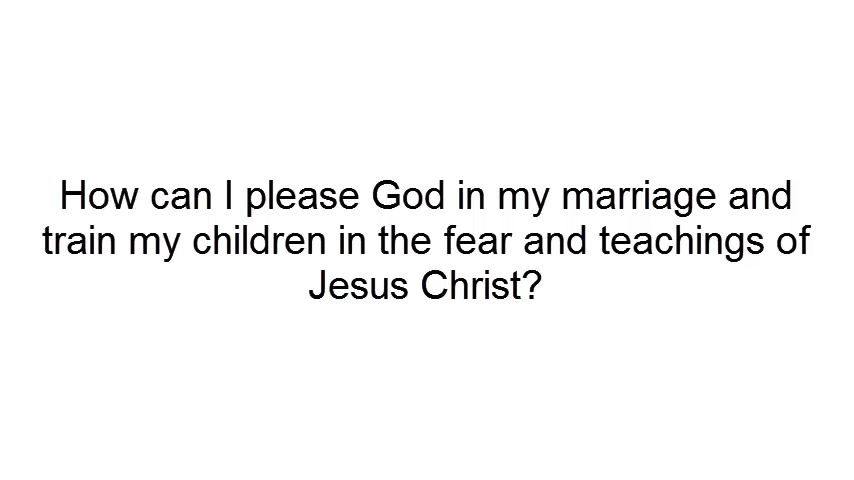 How can I please God in my marriage and
train my children in the fear and teachings of
Jesus Christ?